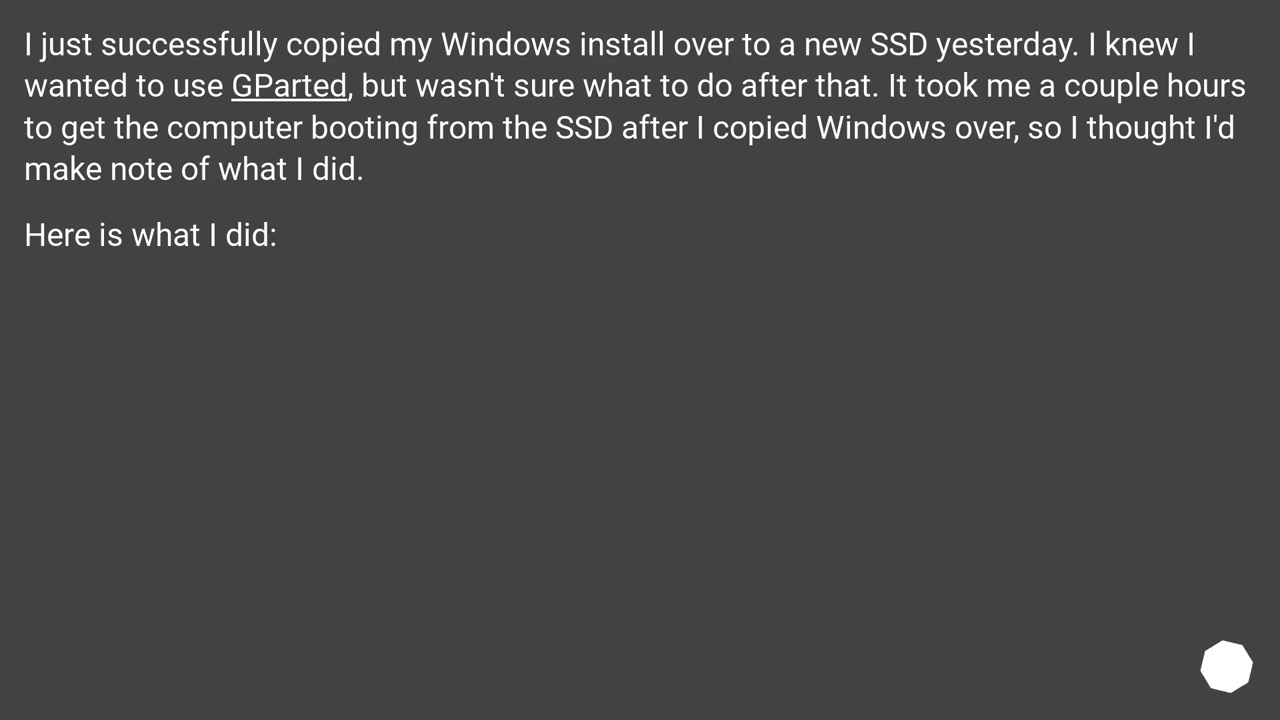 I just successfully copied my Windows install over to a new SSD yesterday. I knew I
wanted to use GParted, but wasn't sure what to do after that. It took me a couple hours
to get the computer booting from the SSD after I copied Windows over, so I thought I'd
make note of what I did.
Here is what I did: